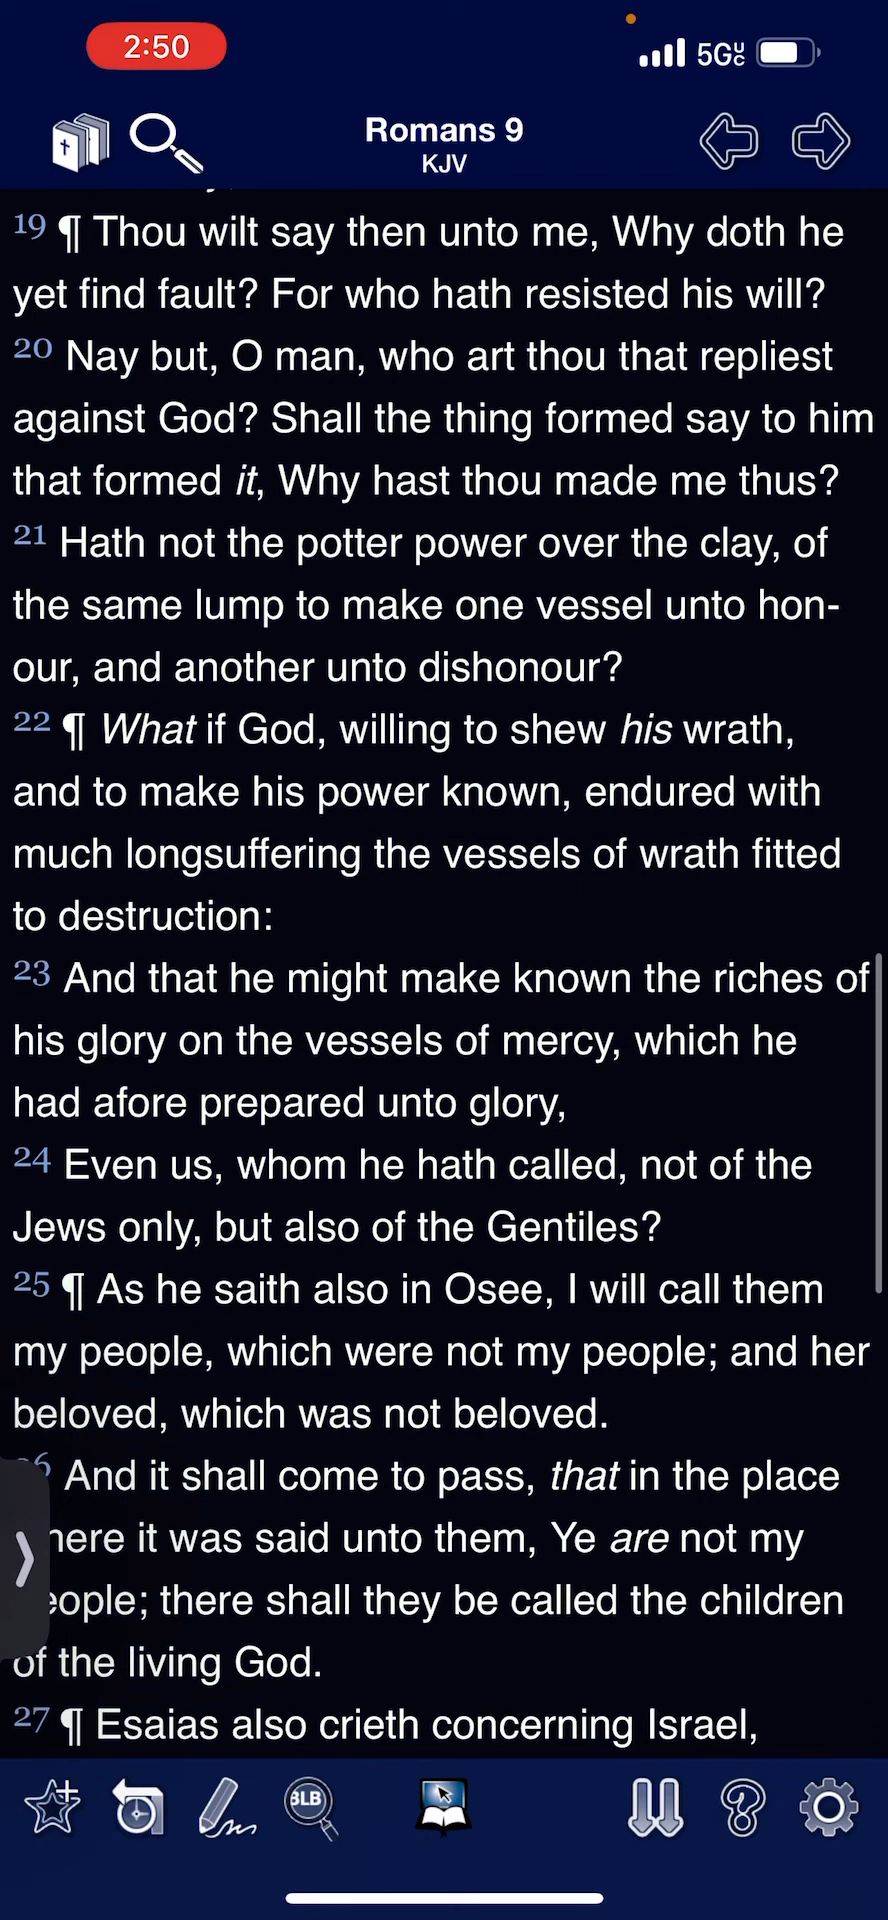 2:50
5G
Romans 9
KJV
19 ¶ Thou wilt say then unto me, Why doth he
yet find fault? For who hath resisted his will?
20 Nay but, O man, who art thou that repliest
against God? Shall the thing formed say to him
that formed it, Why hast thou made me thus?
21 Hath not the potter power over the clay, of
the same lump to make one vessel unto hon-
our, and another unto dishonour?
22 ¶ What if God, willing to shew his wrath,
and to make his power known, endured with
much longsuffering the vessels of wrath fitted
to destruction:
23 And that he might make known the riches of
his glory on the vessels of mercy, which he
had afore prepared unto glory,
24 Even us, whom he hath called, not of the
Jews only, but also of the Gentiles?
25 ¶ As he saith also in Osee, I will call them
my people, which were not my people; and her
beloved, which was not beloved.
And it shall come to pass, that in the place
here it was said unto them, Ye are not my
eople; there shall they be called the children
of the living God.
27 ¶ Esaias also crieth concerning Israel,
BLB